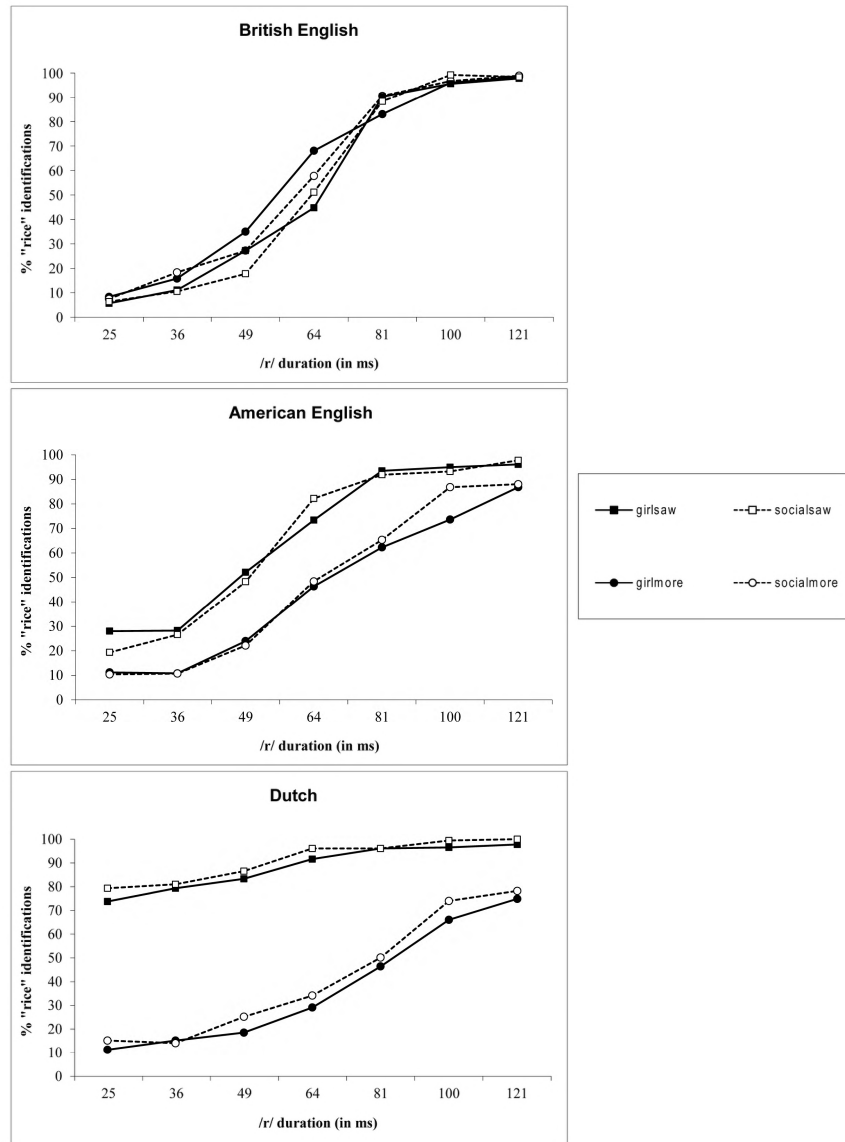 British English
100
90
80
70
60
50
40
30
20
10
0
% "rice" identifications
25 36 49 64 81 100 121
/r/ duration (in ms)
American English
100
90
80
70
60
50
40
30
20
10
0
% "rice" identifications
25 36 49 64 81 100 121
/r/ duration (in ms)
girlsaw socialsaw
girlmore socialmore
Dutch
100
90
80
70
60
50
40
30
20
10
0
% "rice" identifications
25 36 49 64 81 100 121
/r/ duration (in ms)